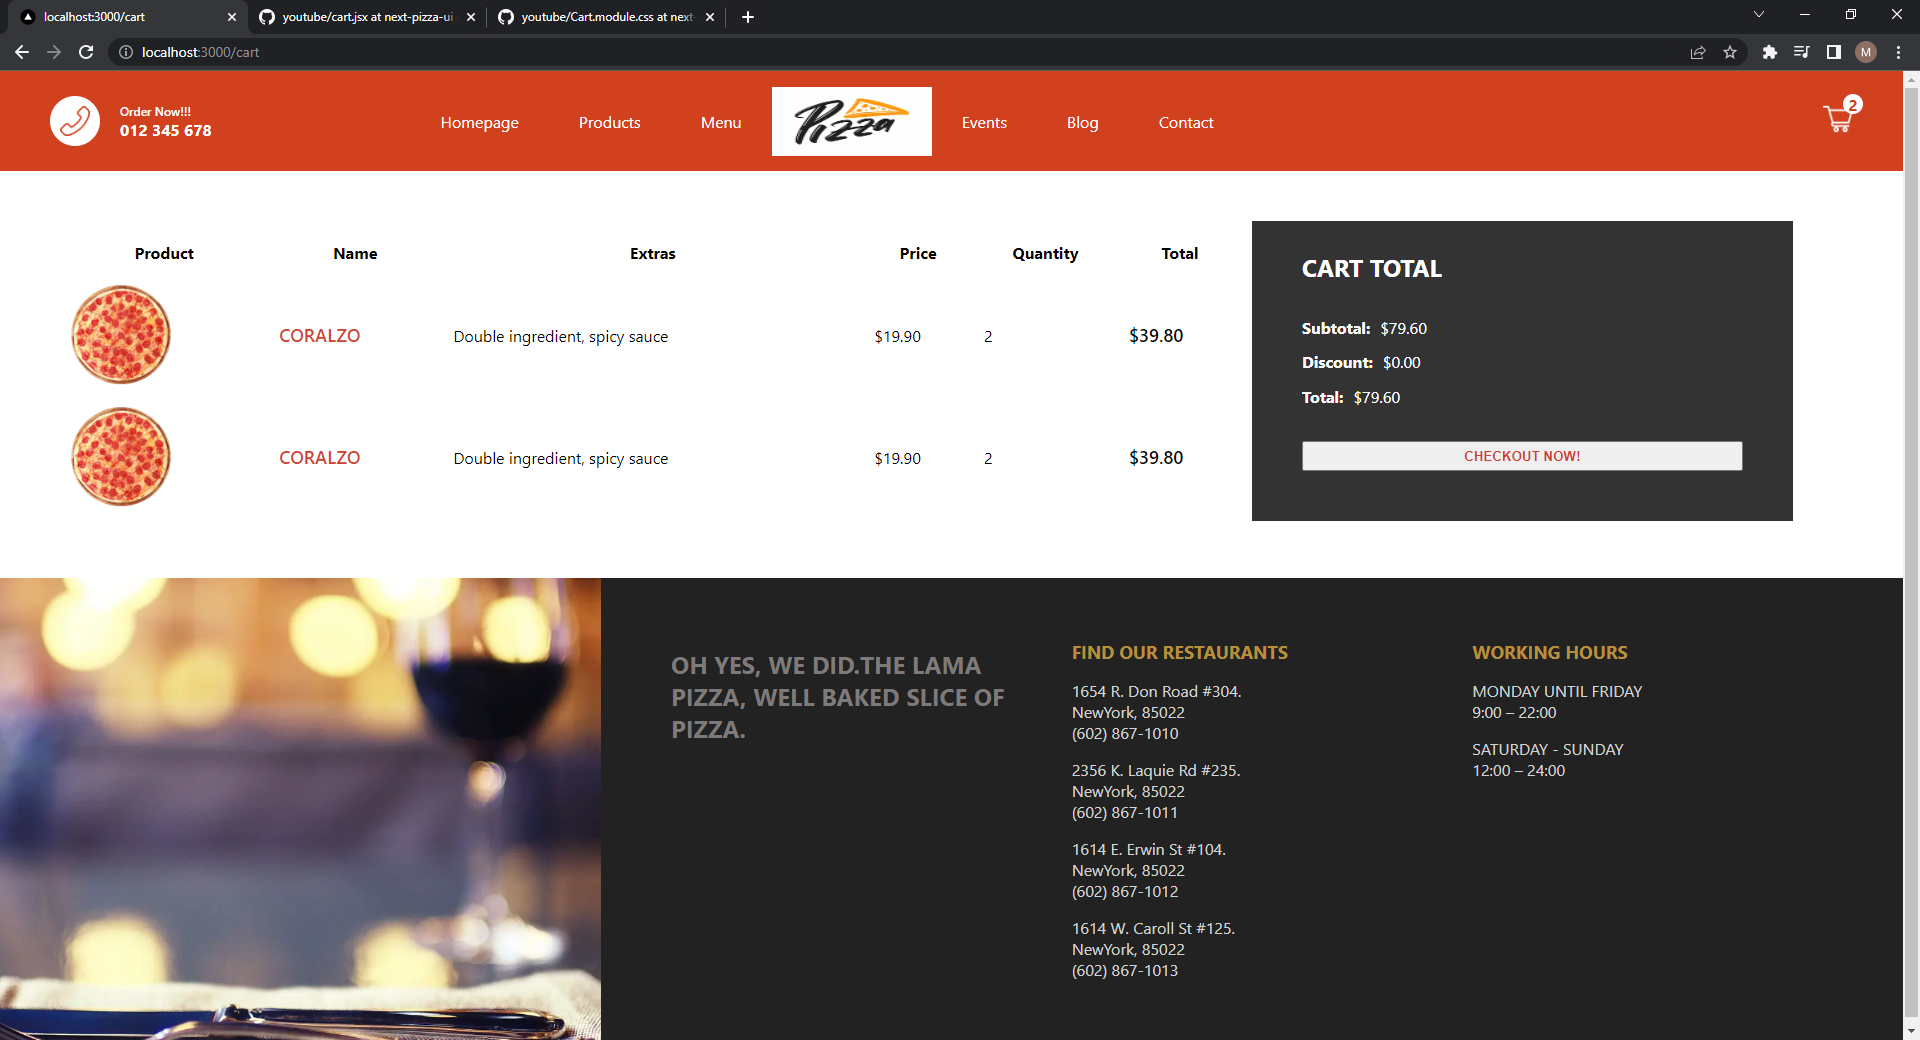 localhost:3000/cart
youtube/cart.jsx at next-pizza-ui
youtube/Cart.module.css at next-
localhost:3000/cart
M
Order Now!!!
012 345 678
Homepage
Products
Menu
Pizza
Events
Blog
Contact
2
Product Name Extras Price Quantity Total
CORALZO Double ingredient, spicy sauce $19.90 2 $39.80
CORALZO Double ingredient, spicy sauce $19.90 2 $39.80
CART TOTAL
Subtotal: $79.60
Discount: $0.00
Total: $79.60
CHECKOUT NOW!
OH YES, WE DID.THE LAMA
PIZZA, WELL BAKED SLICE OF
PIZZA.
FIND OUR RESTAURANTS
1654 R. Don Road #304.
NewYork, 85022
(602) 867-1010
2356 K. Laquie Rd #235.
NewYork, 85022
(602) 867-1011
1614 E. Erwin St #104.
NewYork, 85022
(602) 867-1012
1614 W. Caroll St #125.
NewYork, 85022
(602) 867-1013
WORKING HOURS
MONDAY UNTIL FRIDAY
9:00 – 22:00
SATURDAY - SUNDAY
12:00 – 24:00